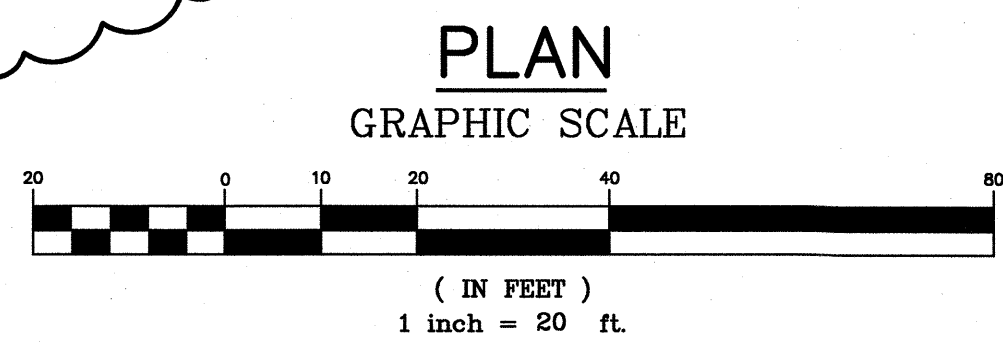 PLAN
GRAPHIC SCALE
20 0 10 20 40 80
( IN FEET )
1 inch = 20 ft.